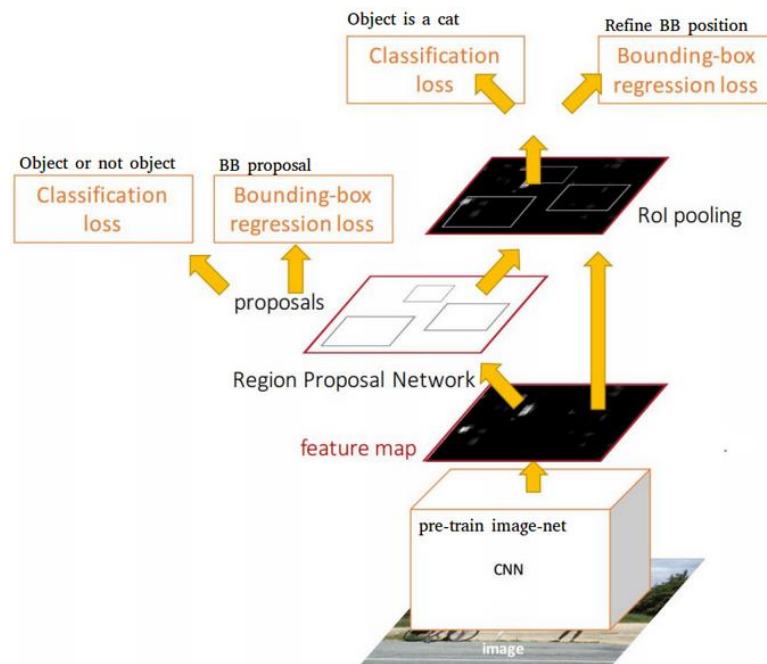 Object is a cat
Classification
loss
Refine BB position
Bounding-box
regression loss
Object or not object
Classification
loss
BB proposal
Bounding-box
regression loss
RoI pooling
proposals
Region Proposal Network
feature map
pre-train image-net
CNN
image